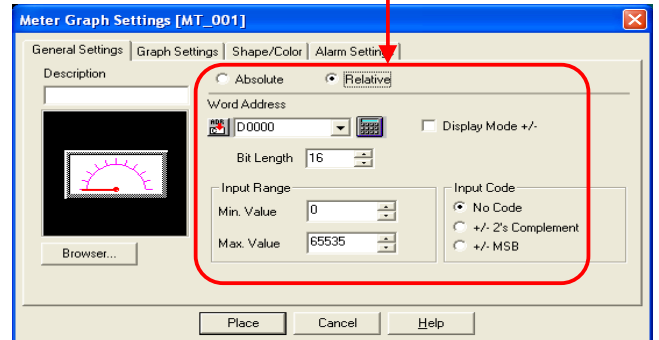 Meter Graph Settings [MT_001]
General Settings Graph Settings Shape/Color Alarm Settings
Description
Absolute Relative
Word Address
D0000 Display Mode +/-
Bit Length 16
Input Range Input Code
Min. Value 0 No Code
+/- 2's Complement
Max. Value 65535 +/- MSB
Browser...
Place Cancel Help